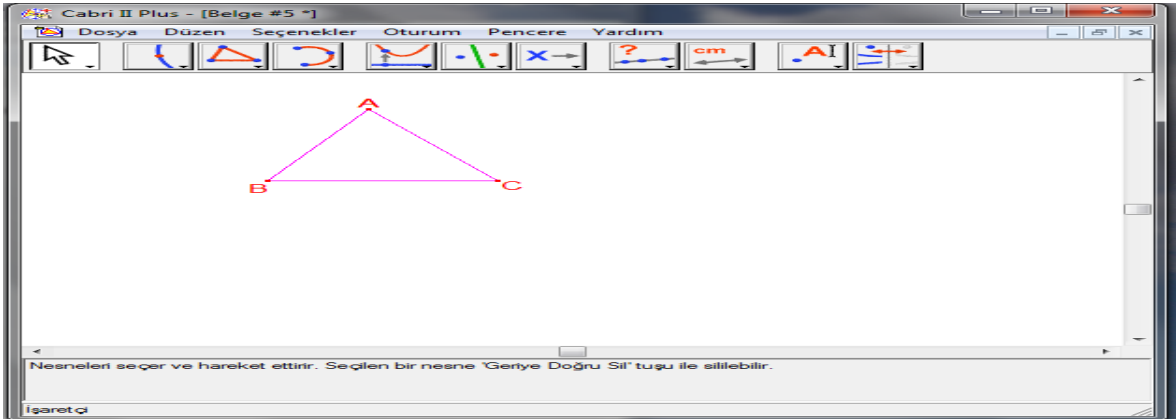 Cabri II Plus - [Belge #5 *]
Dosya Düzen Seçenekler Oturum Pencere Yardım
? cm A
A
B C
Nesneleri seçer ve hareket ettirir. Seçilen bir nesne 'Geriye Doğru Sil' tuşu ile sililebilir.
İşaretçi